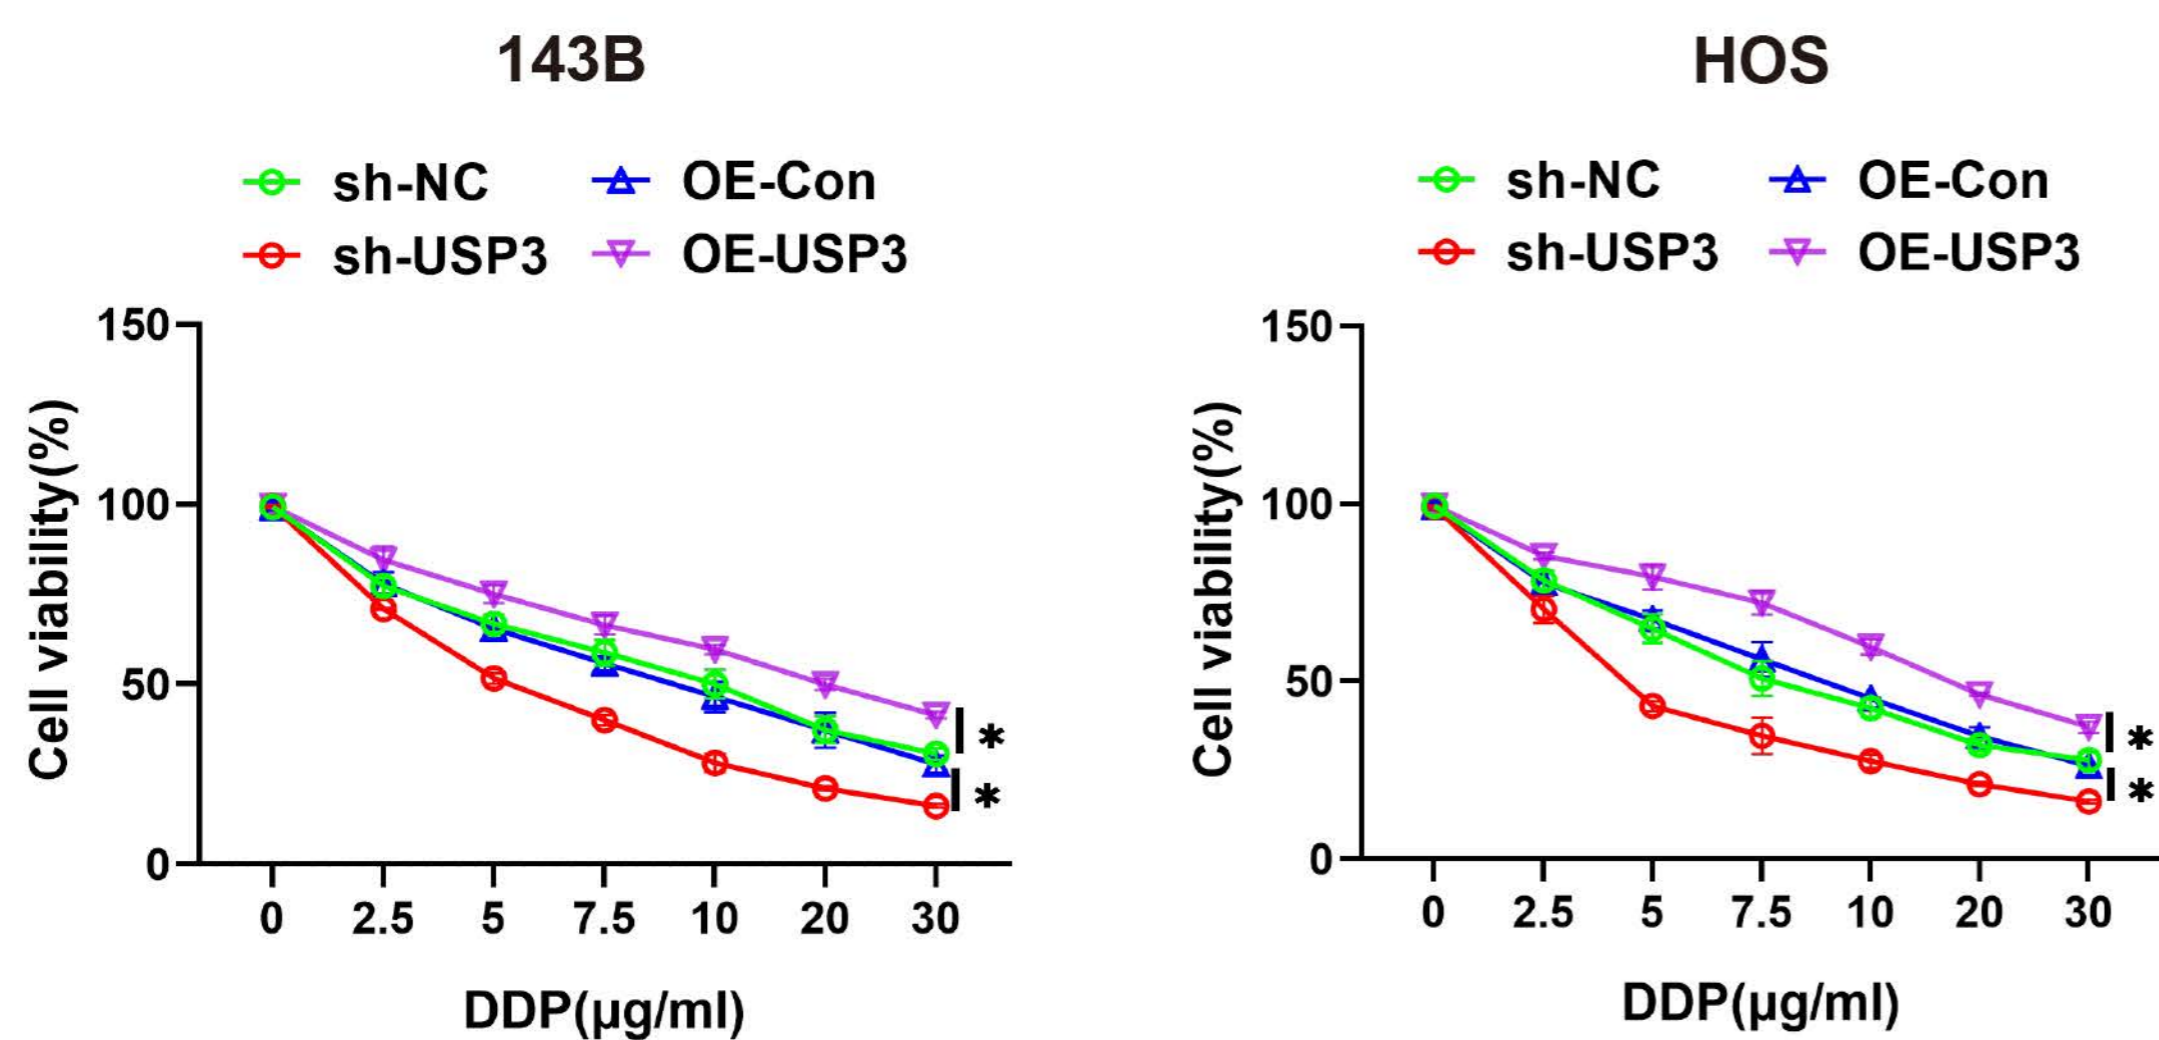 143B
sh-NC OE-Con
sh-USP3 OE-USP3
Cell viability(%)
150
100
50
0
0 2.5 5 7.5 10 20 30
DDP(µg/ml)
*
*
HOS
sh-NC OE-Con
sh-USP3 OE-USP3
Cell viability(%)
150
100
50
0
0 2.5 5 7.5 10 20 30
DDP(µg/ml)
*
*